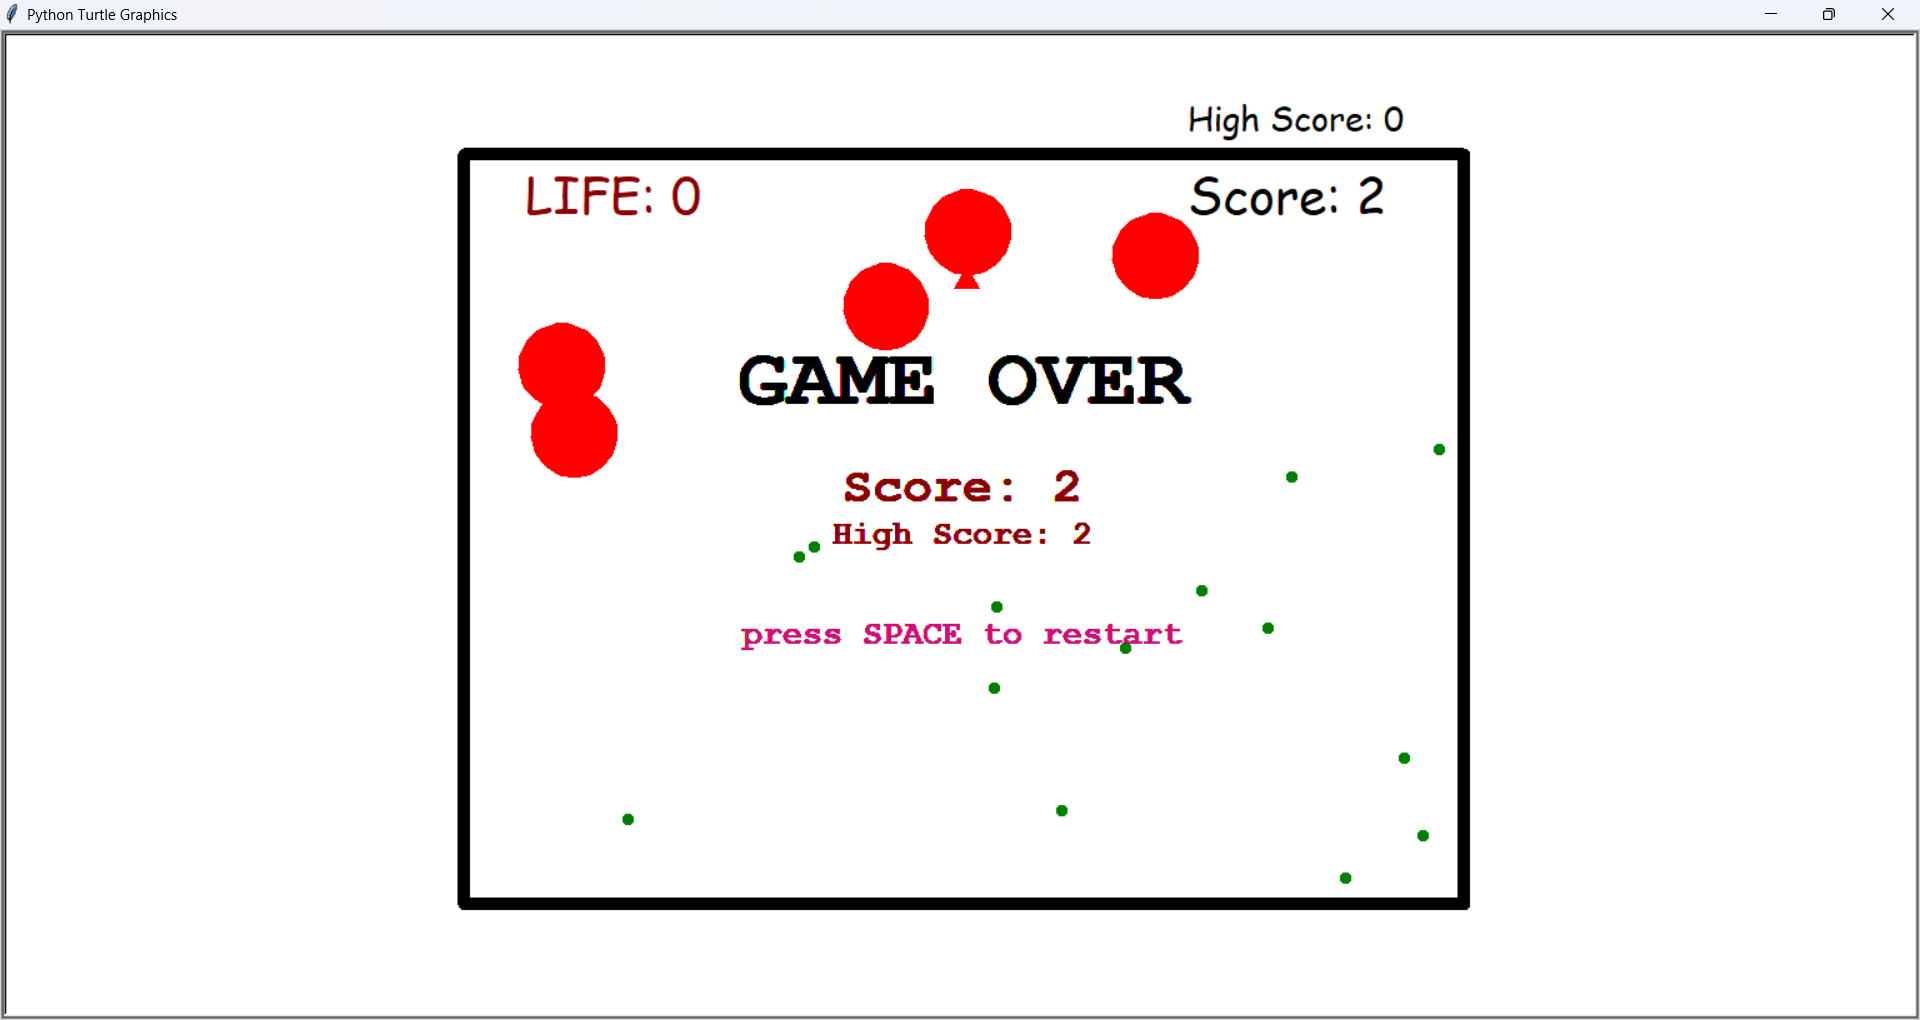 Python Turtle Graphics
High Score: 0
LIFE: 0
Score: 2
GAME OVER
Score: 2
High Score: 2
press SPACE to restart